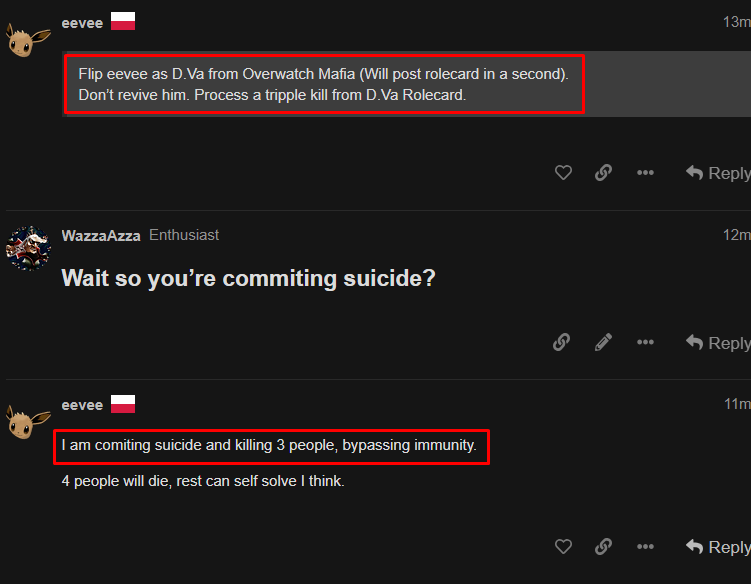 eevee
13m
Flip eevee as D.Va from Overwatch Mafia (Will post rolecard in a second).
Don't revive him. Process a tripple kill from D.Va Rolecard.
Reply
WazzaAzza Enthusiast
12m
Wait so you’re commiting suicide?
Reply
eevee
11m
I am comiting suicide and killing 3 people, bypassing immunity.
4 people will die, rest can self solve I think.
Reply